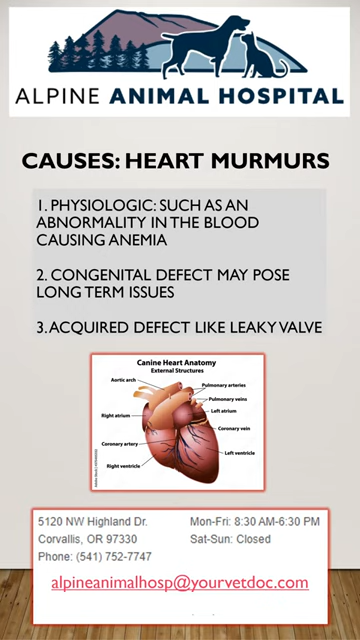 ALPINE ANIMAL HOSPITAL
CAUSES: HEART MURMURS
1. PHYSIOLOGIC: SUCH AS AN
ABNORMALITY IN THE BLOOD
CAUSING ANEMIA
2. CONGENITAL DEFECT MAY POSE
LONG TERM ISSUES
3. ACQUIRED DEFECT LIKE LEAKY VALVE
Canine Heart Anatomy
External Structures
Aortic arch
Pulmonary arteries
Pulmonary veins
Left atrium
Right atrium
Coronary vein
Coronary artery
Left ventricle
Right ventricle
5120 NW Highland Dr.
Corvallis, OR 97330
Phone: (541) 752-7747
Mon-Fri: 8:30 AM-6:30 PM
Sat-Sun: Closed
alpineanimalhosp@yourvetdoc.com